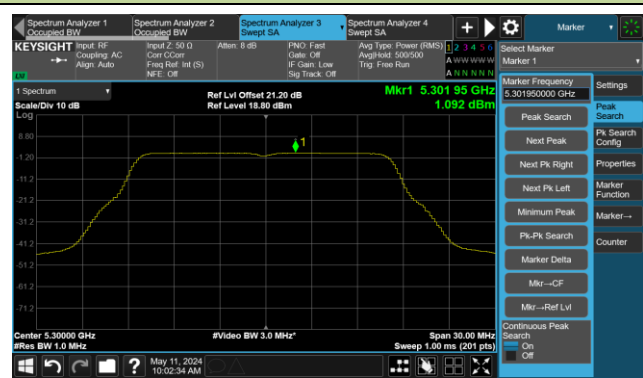 Spectrum Analyzer 1
Occupied BW
Spectrum Analyzer 2
Occupied BW
Spectrum Analyzer 3
Swept SA
Spectrum Analyzer 4
Swept SA
Marker
KEYSIGHT
Input: RF
Coupling: AC
Align: Auto
Input Z: 50 Ω
Corr CCorr
Freq Ref: Int (S)
NFE: Off
Atten: 8 dB
PNO: Fast
Gate: Off
IF Gain: Low
Sig Track: Off
Avg Type: Power (RMS)
Avg|Hold: 500/500
Trig: Free Run
1 2 3 4 5 6
A W W W W W
A N N N N N
LV
Select Marker
Marker 1
1 Spectrum
Scale/Div 10 dB
Log
Ref Lvl Offset 21.20 dB
Ref Level 18.80 dBm
Mkr1 5.301 95 GHz
1.092 dBm
8.80
-1.20
-11.2
-21.2
-31.2
-41.2
-51.2
-61.2
-71.2
1
Center 5.30000 GHz
#Res BW 1.0 MHz
#Video BW 3.0 MHz*
Span 30.00 MHz
Sweep 1.00 ms (201 pts)
Marker Frequency
5.301950000 GHz
Peak Search
Next Peak
Next Pk Right
Next Pk Left
Minimum Peak
Pk-Pk Search
Marker Delta
Mkr→CF
Mkr→Ref Lvl
Continuous Peak
Search
On
Off
Settings
Peak
Search
Pk Search
Config
Properties
Marker
Function
Marker→
Counter
May 11, 2024
10:02:34 AM